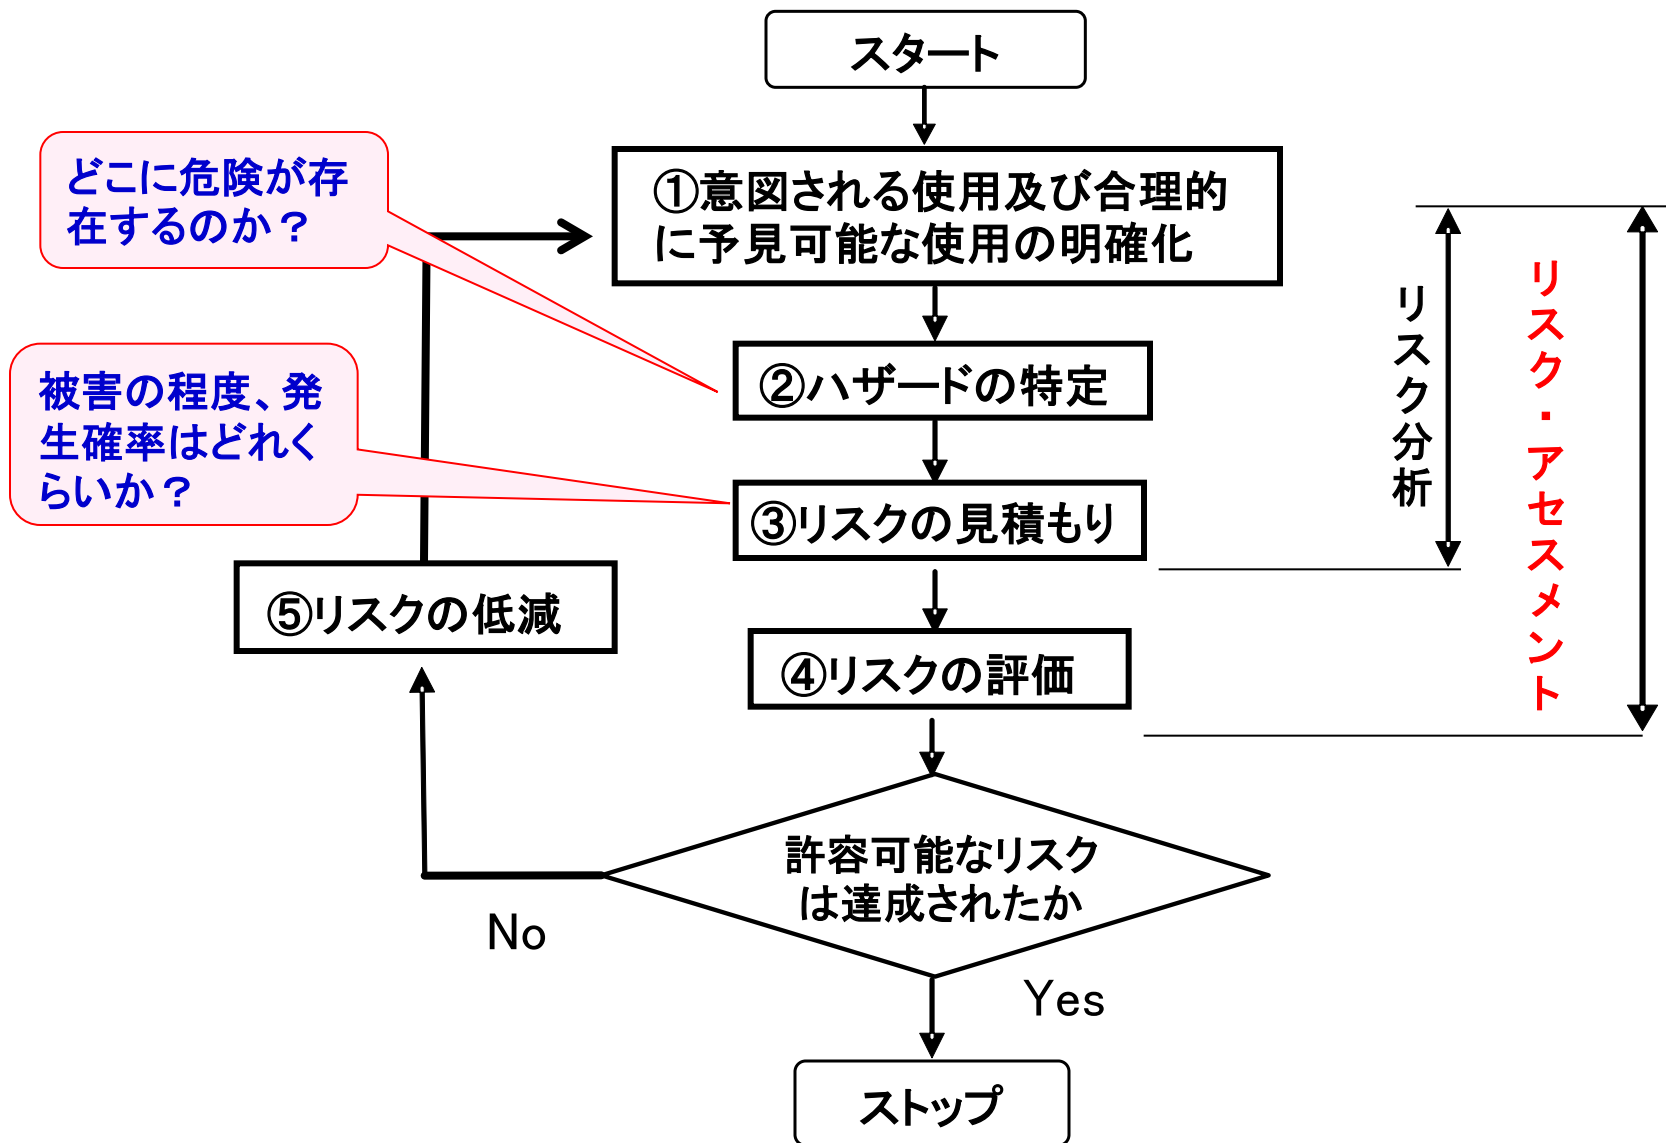 スタート
どこに危険が存
在するのか？
①意図される使用及び合理的
に予見可能な使用の明確化
②ハザードの特定
被害の程度、発
生確率はどれく
らいか？
③リスクの見積もり
リスク分析
リスク・アセスメント
⑤リスクの低減
④リスクの評価
許容可能なリスク
は達成されたか
No
Yes
ストップ